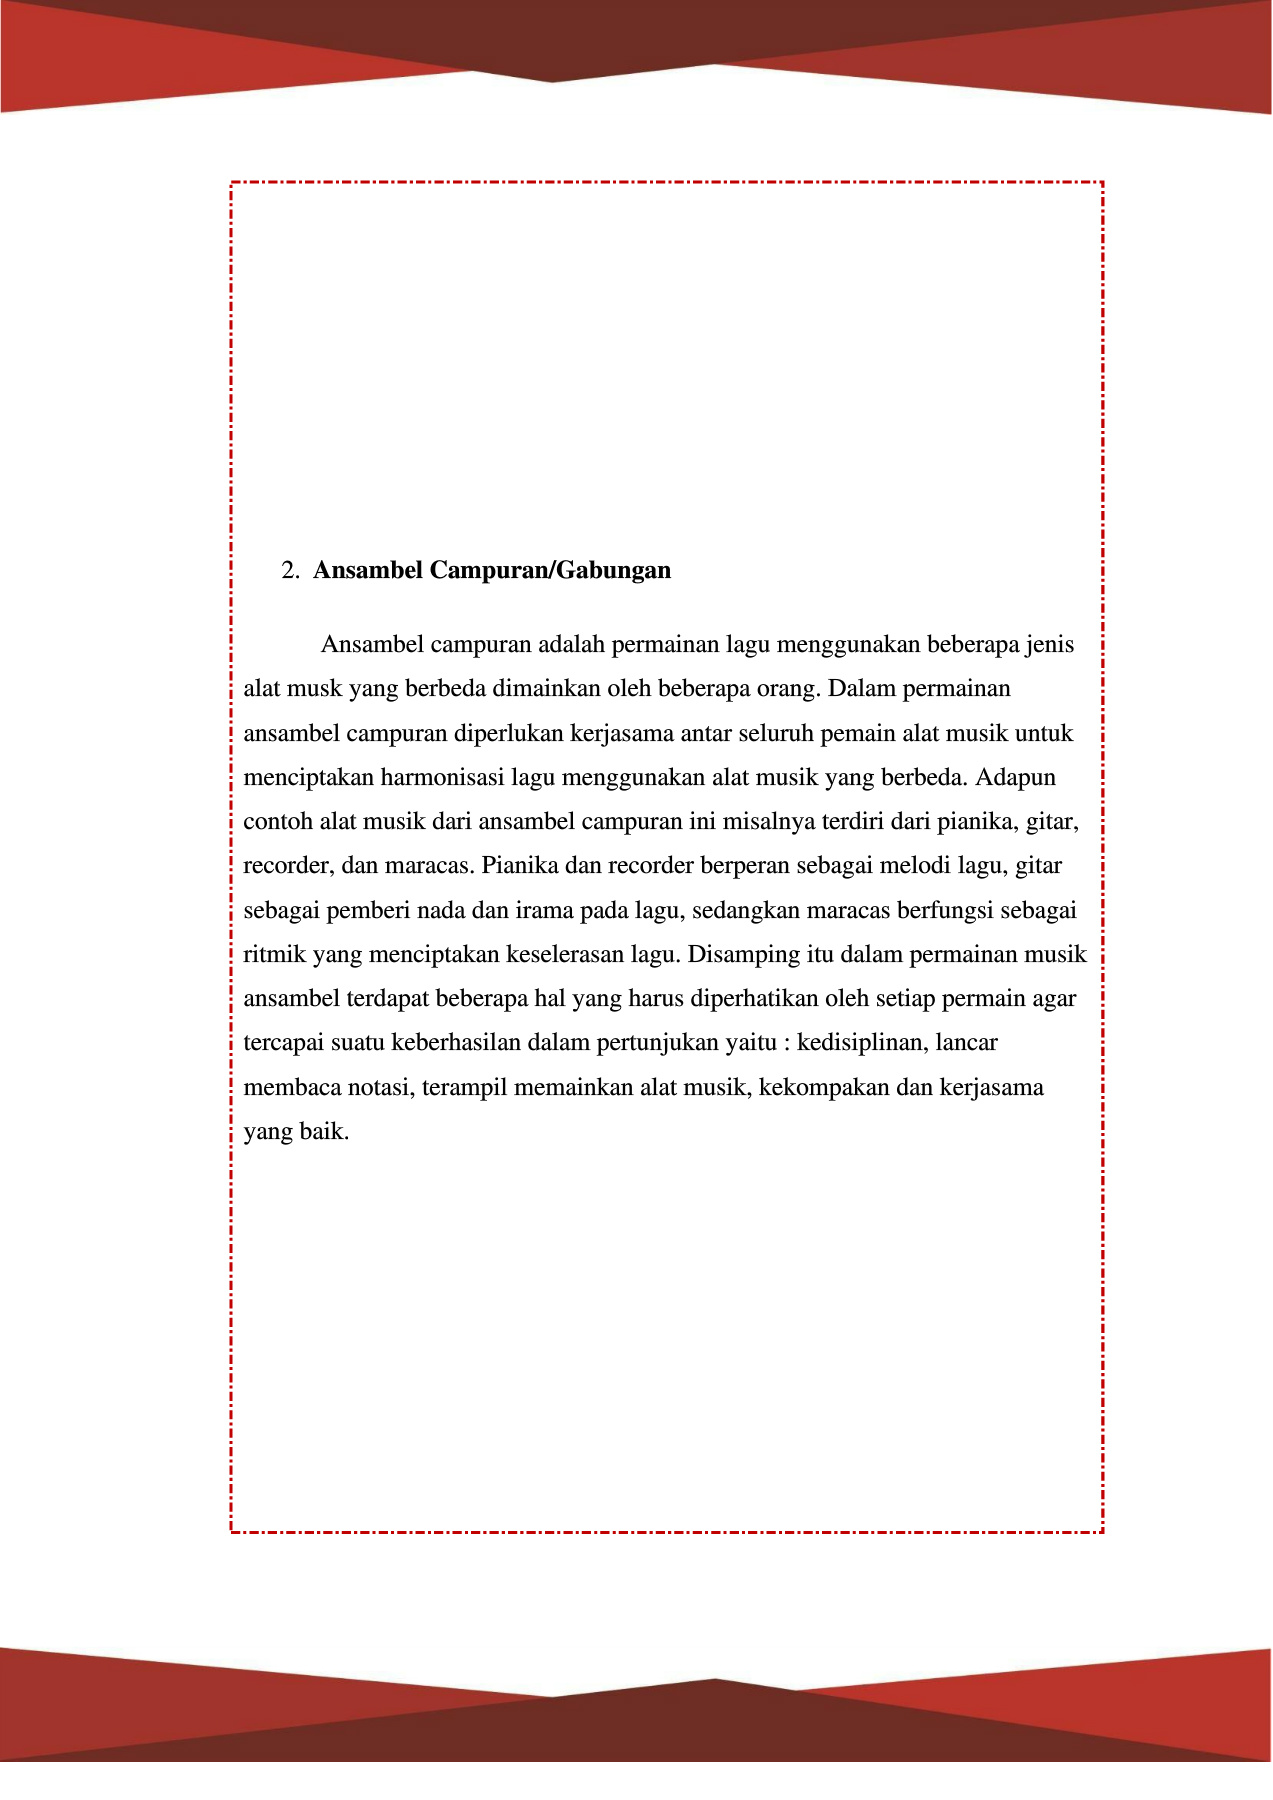 2. Ansambel Campuran/Gabungan
Ansambel campuran adalah permainan lagu menggunakan beberapa jenis
alat musk yang berbeda dimainkan oleh beberapa orang. Dalam permainan
ansambel campuran diperlukan kerjasama antar seluruh pemain alat musik untuk
menciptakan harmonisasi lagu menggunakan alat musik yang berbeda. Adapun
contoh alat musik dari ansambel campuran ini misalnya terdiri dari pianika, gitar,
recorder, dan maracas. Pianika dan recorder berperan sebagai melodi lagu, gitar
sebagai pemberi nada dan irama pada lagu, sedangkan maracas berfungsi sebagai
ritmik yang menciptakan keselerasan lagu. Disamping itu dalam permainan musik
ansambel terdapat beberapa hal yang harus diperhatikan oleh setiap permain agar
tercapai suatu keberhasilan dalam pertunjukan yaitu : kedisiplinan, lancar
membaca notasi, terampil memainkan alat musik, kekompakan dan kerjasama
yang baik.